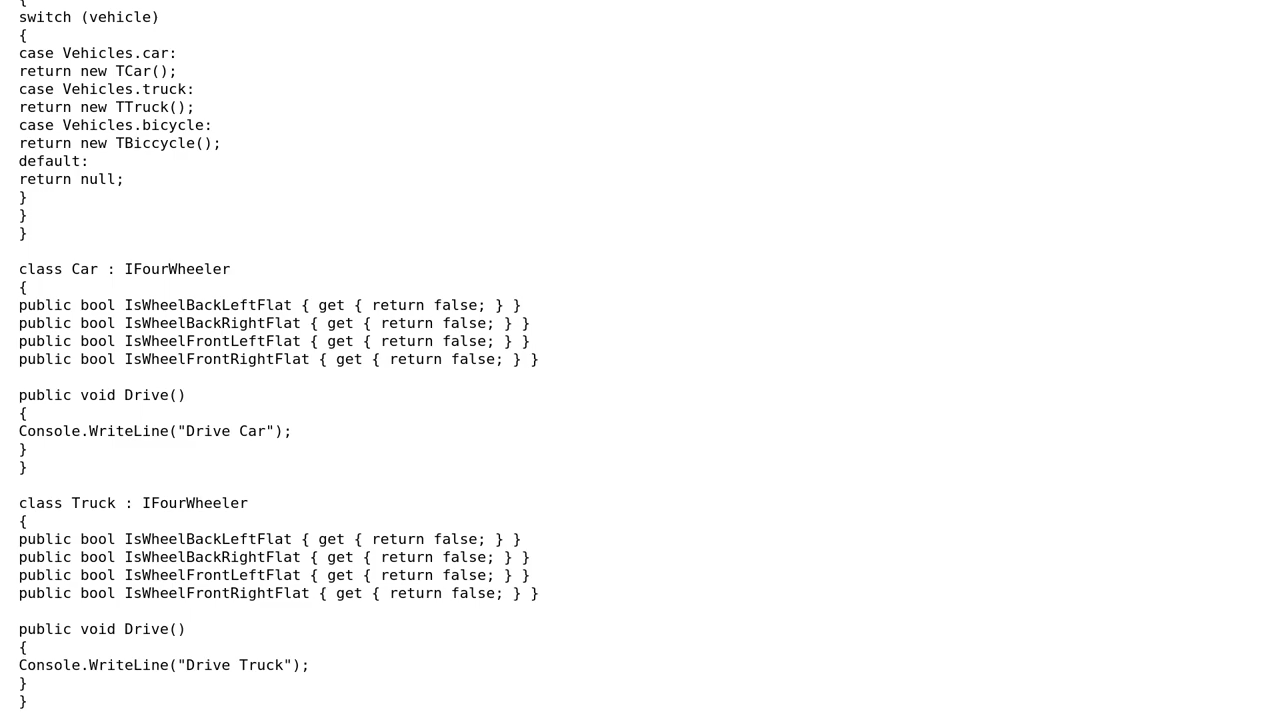 {
switch (vehicle)
{
case Vehicles.car:
return new TCar();
case Vehicles.truck:
return new TTruck();
case Vehicles.bicycle:
return new TBiccycle();
default:
return null;
}
}
}
class Car : IFourWheeler
{
public bool IsWheelBackLeftFlat { get { return false; } }
public bool IsWheelBackRightFlat { get { return false; } }
public bool IsWheelFrontLeftFlat { get { return false; } }
public bool IsWheelFrontRightFlat { get { return false; } }
public void Drive()
{
Console.WriteLine("Drive Car");
}
}
class Truck : IFourWheeler
{
public bool IsWheelBackLeftFlat { get { return false; } }
public bool IsWheelBackRightFlat { get { return false; } }
public bool IsWheelFrontLeftFlat { get { return false; } }
public bool IsWheelFrontRightFlat { get { return false; } }
public void Drive()
{
Console.WriteLine("Drive Truck");
}
}